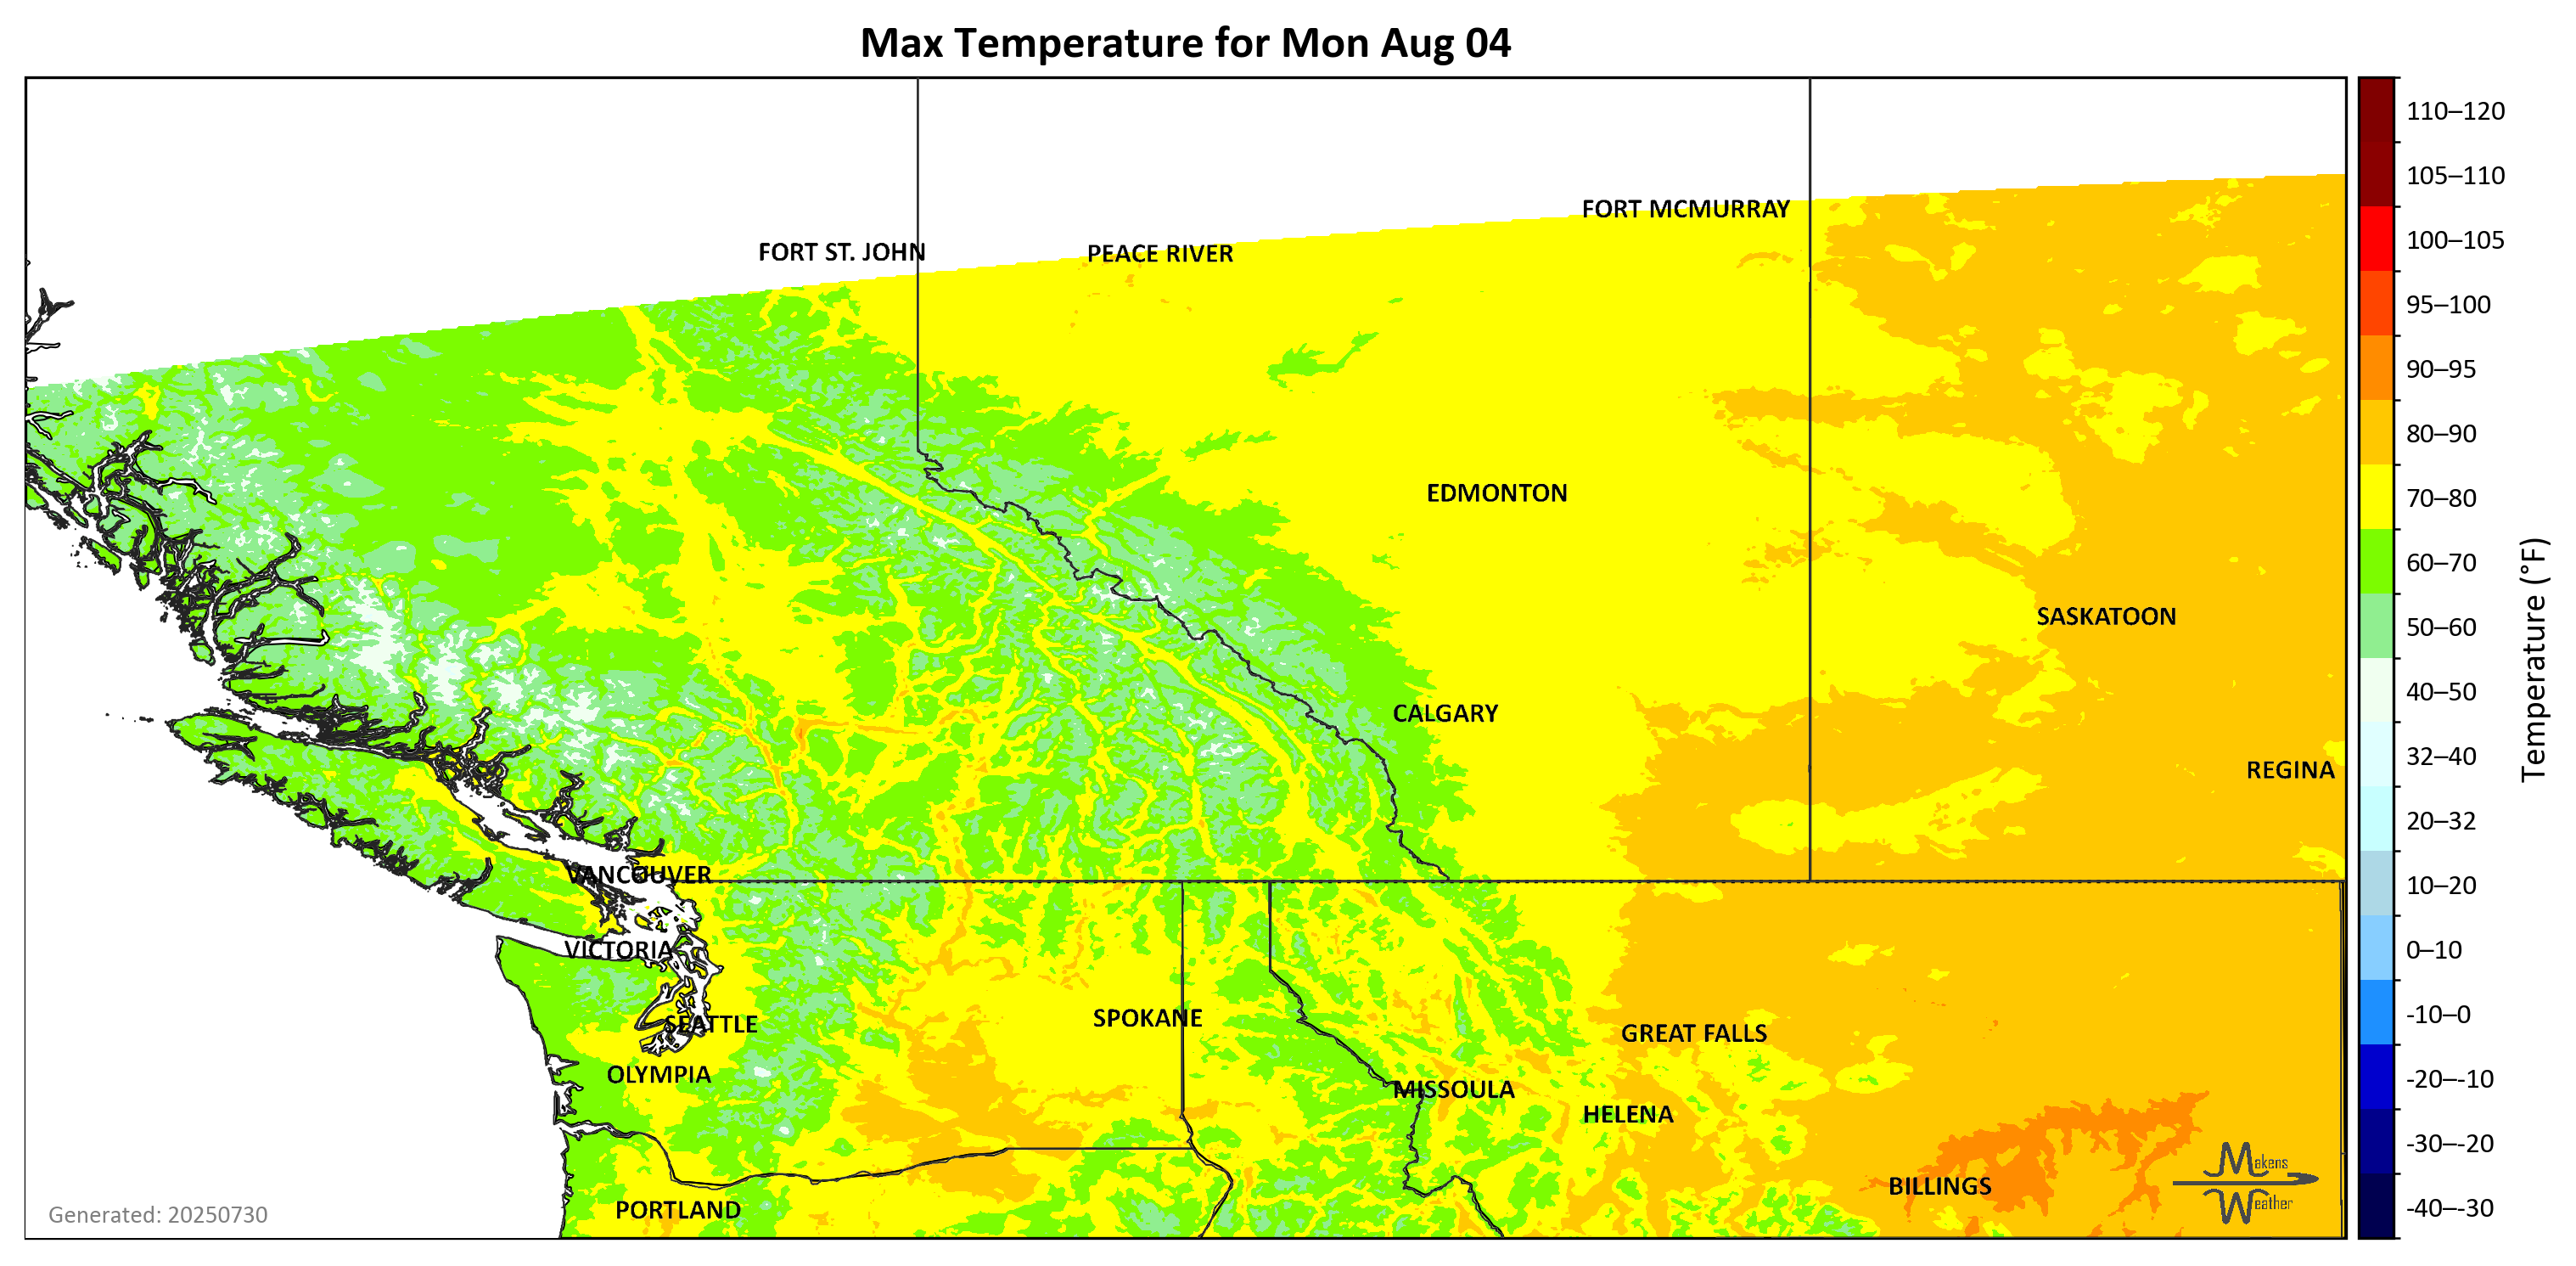 Max Temperature for Mon Aug 04
FORT MCMURRAY
FORT ST. JOHN
PEACE RIVER
EDMONTON
SASKATOON
CALGARY
REGINA
VANCOUVER
VICTORIA
SPOKANE
SEATTLE
GREAT FALLS
OLYMPIA
MISSOULA
HELENA
BILLINGS
PORTLAND
Makens
Weather
Generated: 20250730
110–120
105–110
100–105
95–100
90–95
80–90
70–80
60–70
50–60
40–50
32–40
20–32
10–20
0–10
-10–0
-20–-10
-30–-20
-40–-30
Temperature (°F)